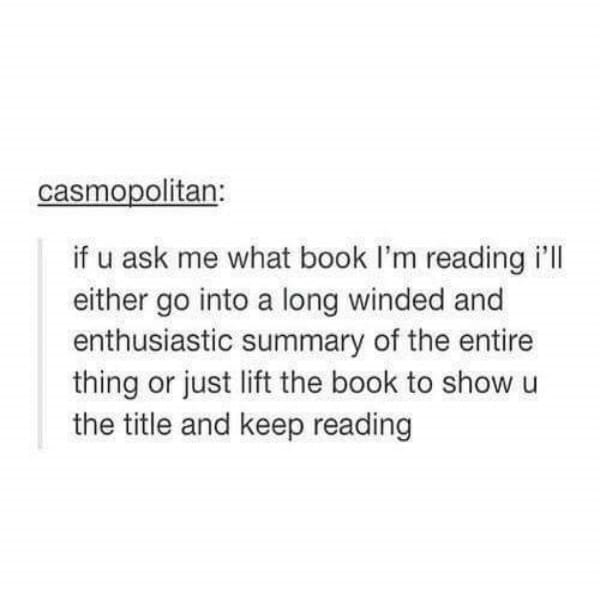 casmopolitan:
if u ask me what book I'm reading i'll
either go into a long winded and
enthusiastic summary of the entire
thing or just lift the book to show u
the title and keep reading